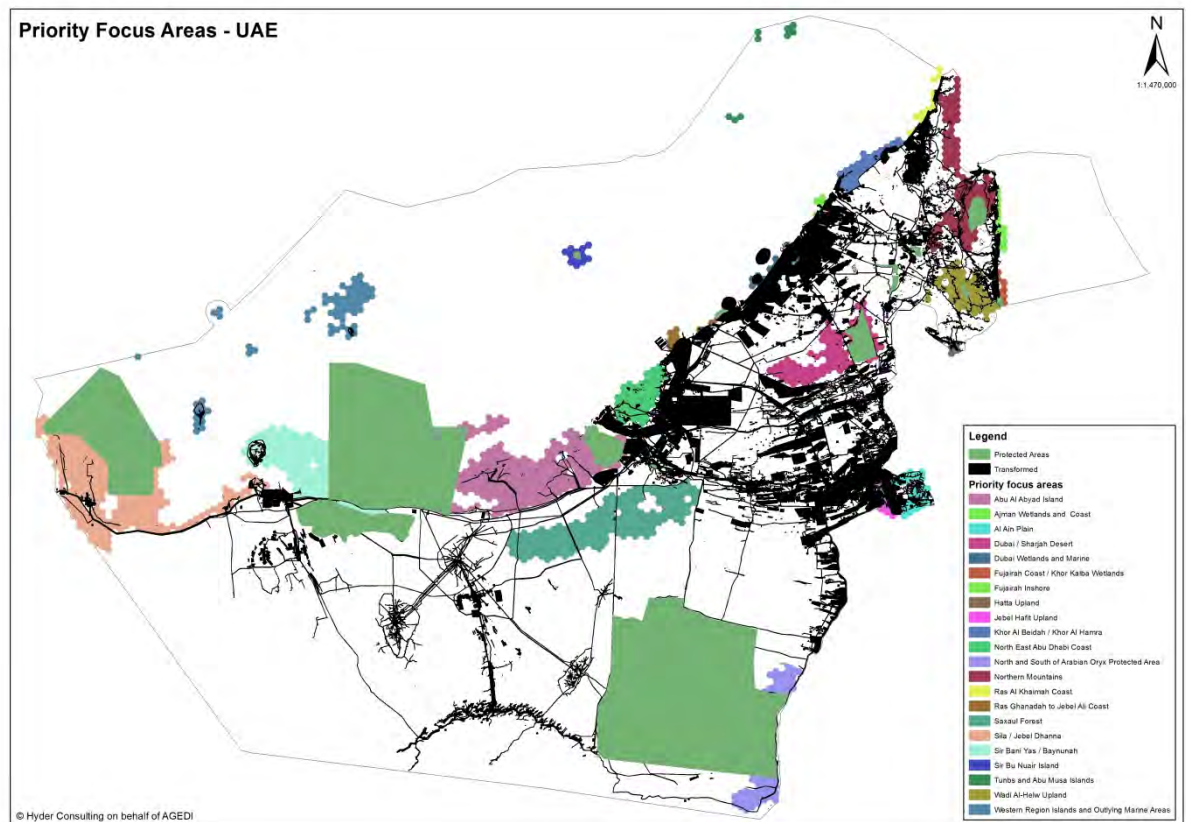 Priority Focus Areas - UAE
N
1:1,470,000
Legend
Protected Areas
Transformed
Priority focus areas
Abu Al Abyad Island
Ajman Wetlands and Coast
Al Ain Plain
Dubai / Sharjah Desert
Dubai Wetlands and Marine
Fujairah Coast / Khor Kalba Wetlands
Fujairah Inshore
Hatta Upland
Jebel Hafit Upland
Khor Al Beidah / Khor Al Hamra
North East Abu Dhabi Coast
North and South of Arabian Oryx Protected Area
Northern Mountains
Ras Al Khaimah Coast
Ras Ghanadah to Jebel Ali Coast
Saxaul Forest
Sila / Jebel Dhanna
Sir Bani Yas / Baynunah
Sir Bu Nuair Island
Tunbs and Abu Musa Islands
Wadi Al-Helw Upland
Western Region Islands and Outlying Marine Areas
© Hyder Consulting on behalf of AGEDI